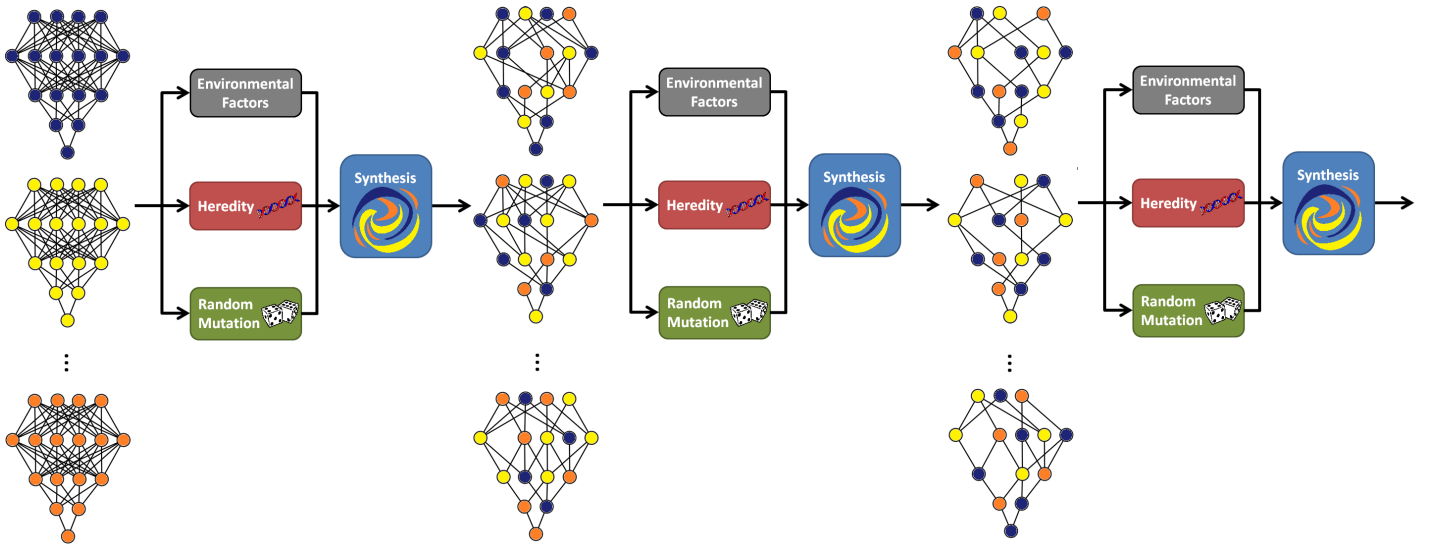 Environmental
Factors
Heredity
Random
Mutation
Synthesis
Environmental
Factors
Heredity
Random
Mutation
Synthesis
Environmental
Factors
Heredity
Random
Mutation
Synthesis